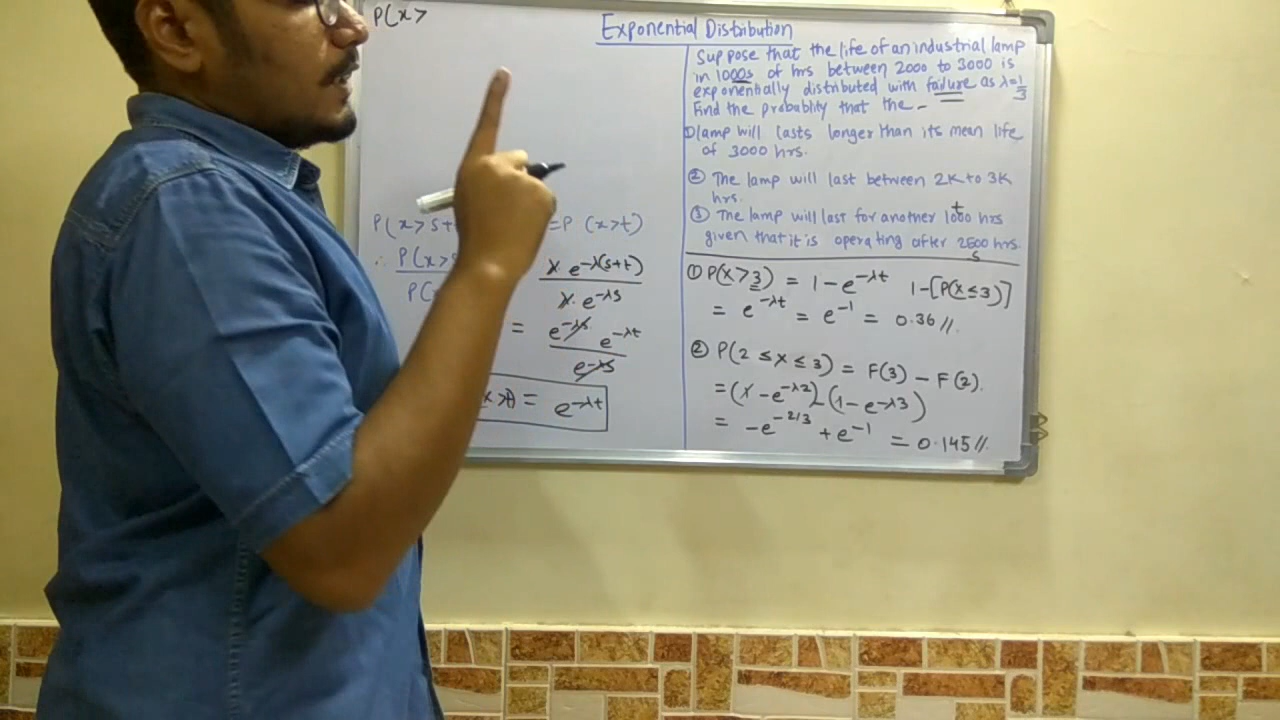 P(x>
Exponential Distribution
Suppose that the life of an industrial lamp
in 1000s of hrs between 2000 to 3000 is
exponentially distributed with failure as λ=1/3
Find the probablity that the -
① lamp will lasts longer than its mean life
of 3000 hrs.
② The lamp will last between 2K to 3K
hrs.
③ The lamp will last for another 1000 hrs
t
given that it is operating after 2500 hrs.
s
① P(X>3) = 1-e^-λt 1-[P(X≤3)]
= e^-λt = e^-1 = 0.36//.
② P(2 ≤ x ≤ 3) = F(3) - F(2).
=(1-e^-λ2)-(1-e^-λ3)
= -e^-2/3 + e^-1 = 0.145//.
P(x> s+ =P (x>t)
∴ P(x>
P(
λ. e^-λ(s+t)
λ. e^-λs
= e^-λs e^-λt
e^-λs
x>t) = e^-λt